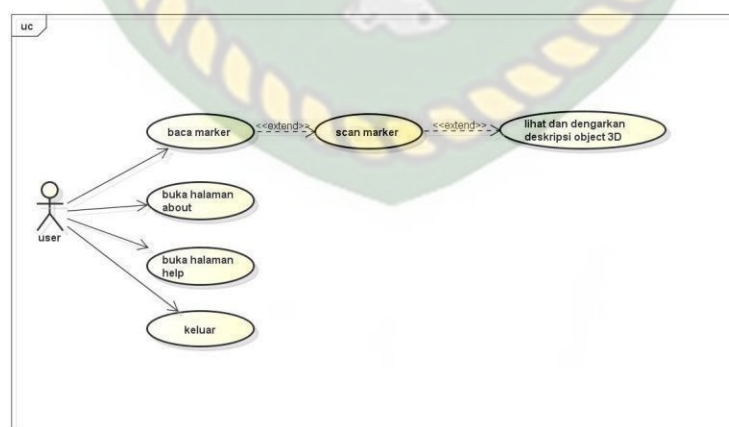 uc
baca marker
<<extend>>
scan marker
<<extend>>
lihat dan dengarkan
deskripsi object 3D
buka halaman
about
user
buka halaman
help
keluar